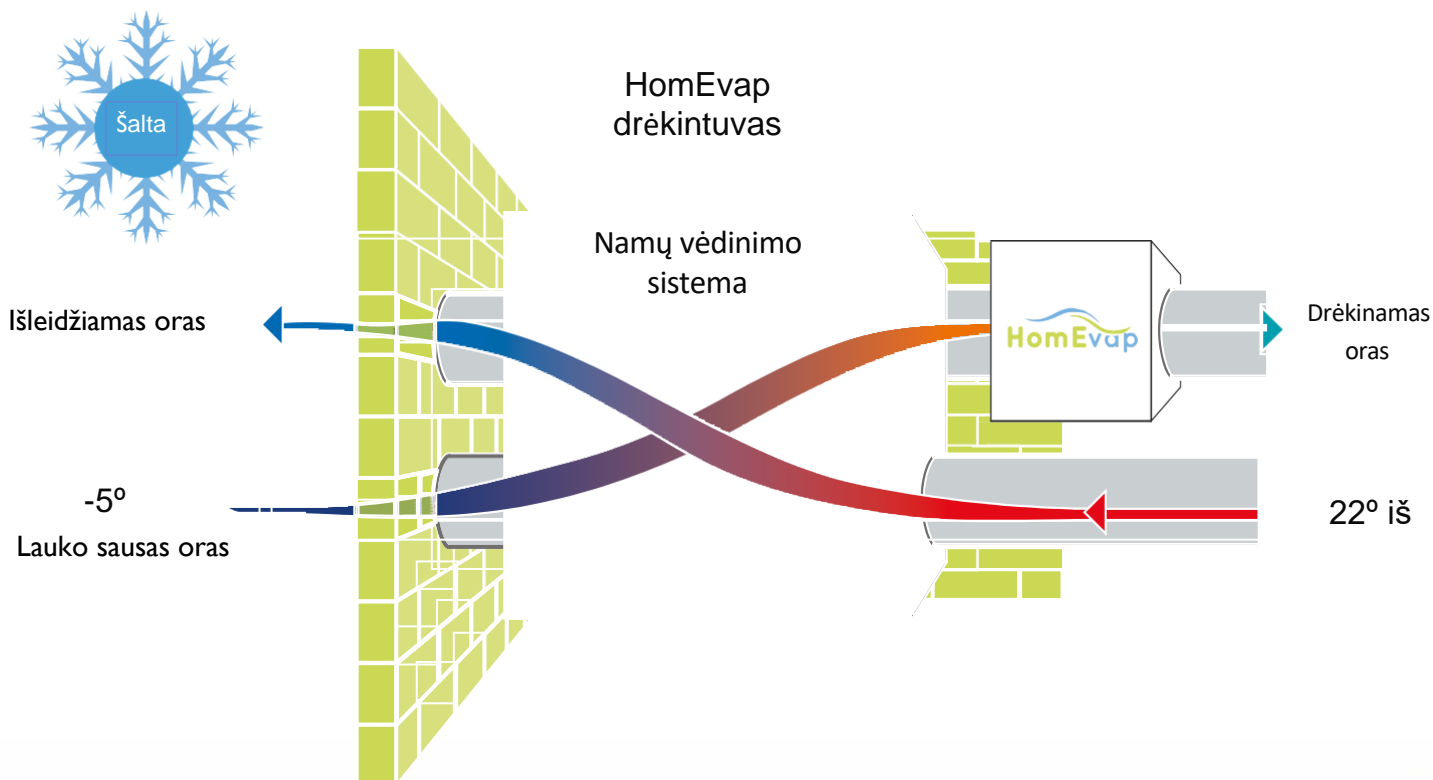 Šalta
HomEvap
drėkintuvas
Namų vėdinimo
sistema
Išleidžiamas oras
HomEvap
Drėkinamas
oras
-5º
Lauko sausas oras
22º iš